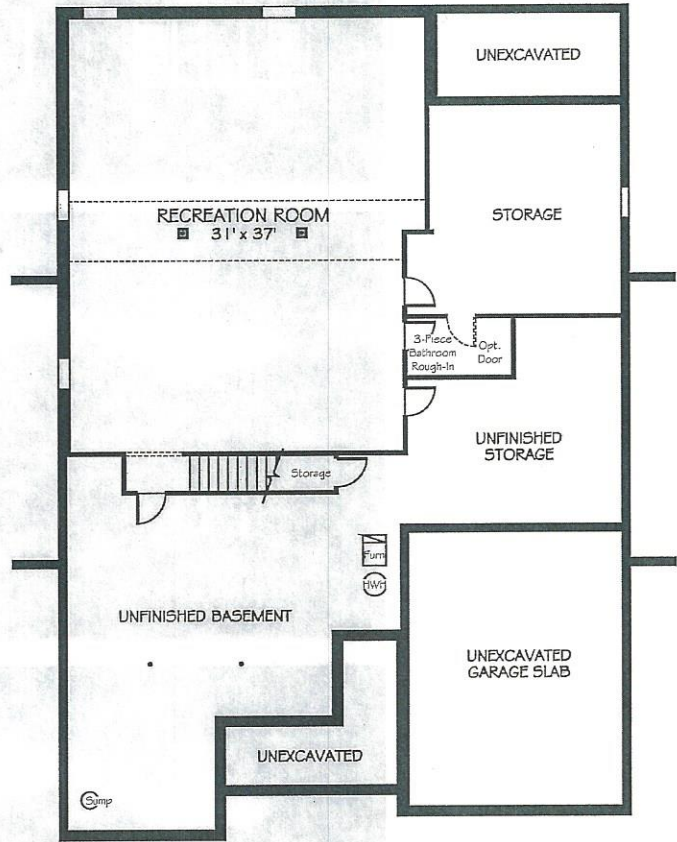 UNEXCAVATED
STORAGE
RECREATION ROOM
31' x 37'
3-Piece
Bathroom
Rough-In
Opt.
Door
UNFINISHED
STORAGE
Storage
Furn
HWH
UNFINISHED BASEMENT
UNEXCAVATED
GARAGE SLAB
UNEXCAVATED
Sump